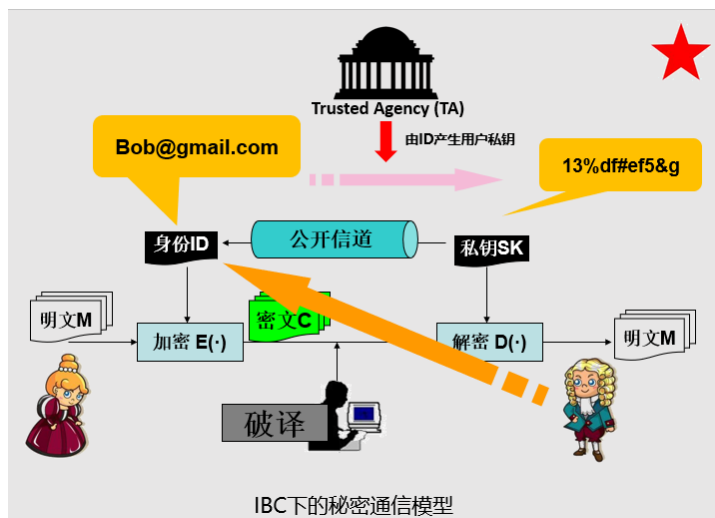 Trusted Agency (TA)
由ID产生用户私钥
Bob@gmail.com
13%df#ef5&g
身份ID
公开信道
私钥SK
明文M
加密 E(·)
密文C
解密 D(·)
明文M
破译
IBC下的秘密通信模型